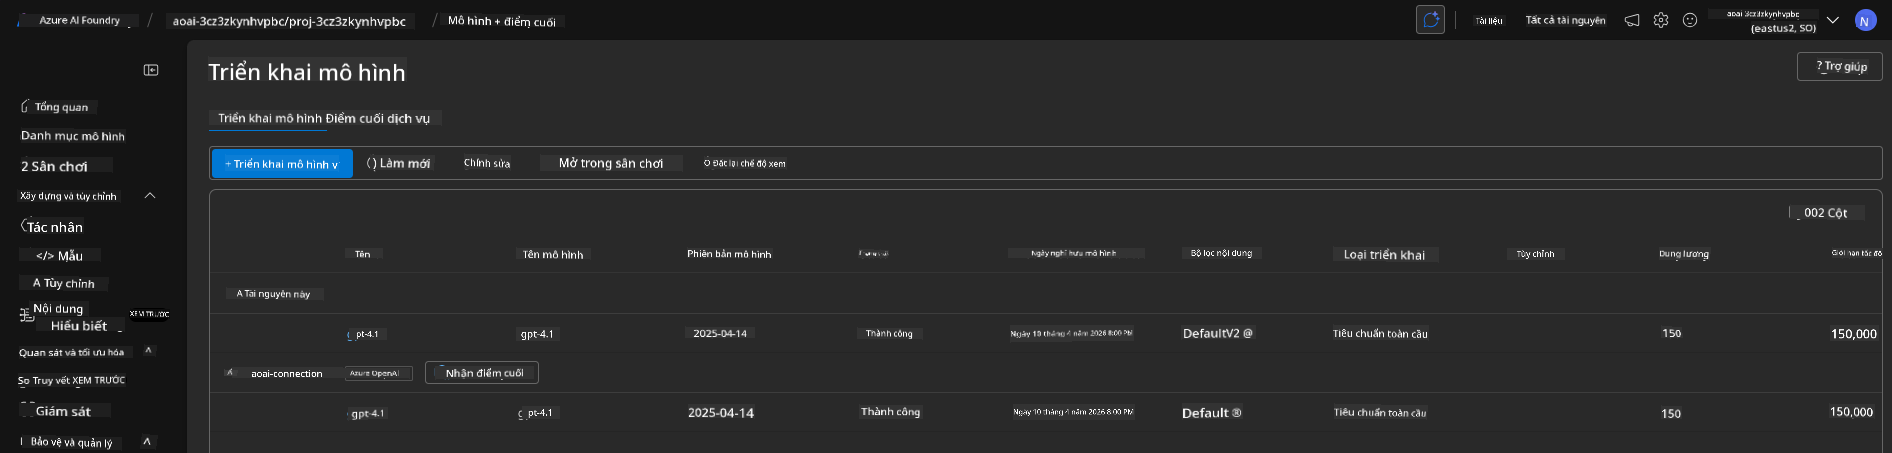 Azure AI Foundry / aoai-3cz3zkynhvpbc/proj-3cz3zkynhvpbc / Mô hình + điểm cuối
Tài liệu
Tất cả tài nguyên
aoai-3cz3zkynhvpbc
(eastus2, SO)
N
Tổng quan
Danh mục mô hình
2 Sân chơi
Xây dựng và tùy chỉnh
Tác nhân
</> Mẫu
A Tùy chỉnh
Nội dung
Hiểu biết
XEM TRƯỚC
Quan sát và tối ưu hóa
So Truy vết XEM TRƯỚC
Giám sát
Bảo vệ và quản lý
Triển khai mô hình
? Trợ giúp
Triển khai mô hình Điểm cuối dịch vụ
+ Triển khai mô hình v
Làm mới
Chỉnh sửa
Mở trong sân chơi
Đặt lại chế độ xem
002 Cột
Tên Tên mô hình Phiên bản mô hình Ngày nghỉ hưu mô hình Bộ lọc nội dung Loại triển khai Tùy chỉnh Dung lượng Giới hạn tốc độ
A Tài nguyên này
gpt-4.1 gpt-4.1 2025-04-14 Thành công Ngày 10 tháng 4 năm 2026 8:00 PM DefaultV2 @ Tiêu chuẩn toàn cầu 150 150,000
aoai-connection Azure OpenAI Nhận điểm cuối
gpt-4.1 gpt-4.1 2025-04-14 Thành công Ngày 10 tháng 4 năm 2026 8:00 PM Default ® Tiêu chuẩn toàn cầu 150 150,000